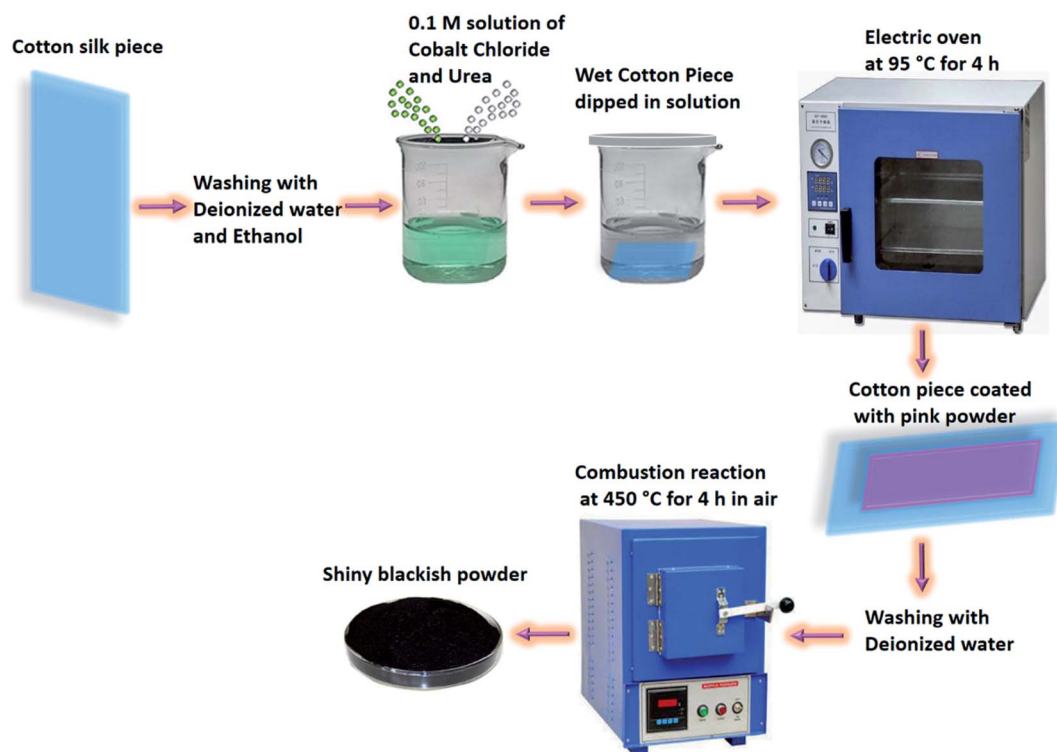 Cotton silk piece
0.1 M solution of
Cobalt Chloride
and Urea
Wet Cotton Piece
dipped in solution
Electric oven
at 95 °C for 4 h
Washing with
Deionized water
and Ethanol
Cotton piece coated
with pink powder
Washing with
Deionized water
Combustion reaction
at 450 °C for 4 h in air
Shiny blackish powder